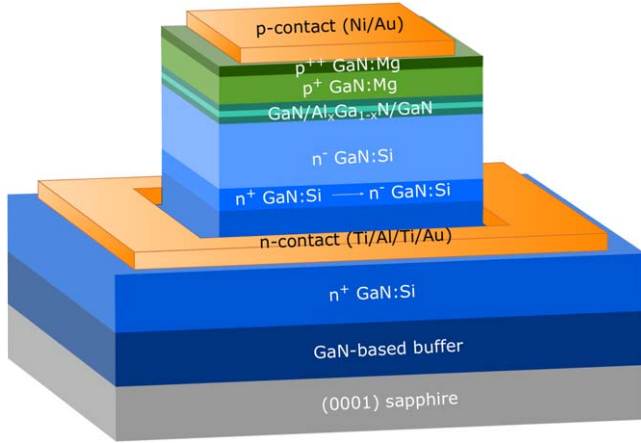 p-contact (Ni/Au)
p⁺⁺ GaN:Mg
p⁺ GaN:Mg
GaN/AlₓGa₁₋ₓN/GaN
n⁻ GaN:Si
n⁺ GaN:Si → n⁻ GaN:Si
n-contact (Ti/Al/Ti/Au)
n⁺ GaN:Si
GaN-based buffer
(0001) sapphire